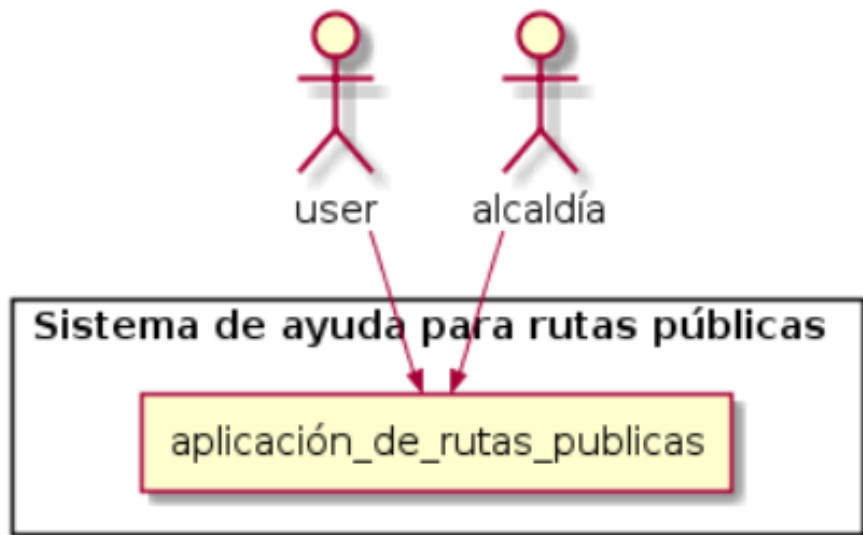 user
alcaldía
Sistema de ayuda para rutas públicas
aplicación_de_rutas_publicas